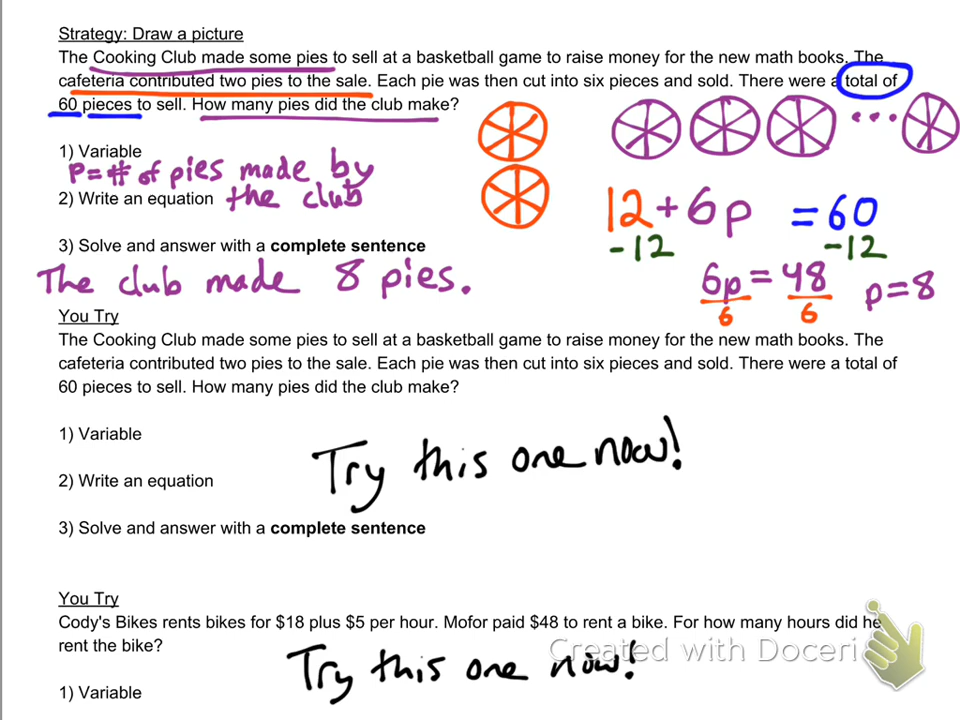 Strategy: Draw a picture
The Cooking Club made some pies to sell at a basketball game to raise money for the new math books. The
cafeteria contributed two pies to the sale. Each pie was then cut into six pieces and sold. There were a total of
60 pieces to sell. How many pies did the club make?
1) Variable
P = # of pies made by
the club
2) Write an equation
12 + 6p = 60
-12 -12
6p = 48 p = 8
6 6
3) Solve and answer with a complete sentence
The club made 8 pies.
You Try
The Cooking Club made some pies to sell at a basketball game to raise money for the new math books. The
cafeteria contributed two pies to the sale. Each pie was then cut into six pieces and sold. There were a total of
60 pieces to sell. How many pies did the club make?
1) Variable
Try this one now!
2) Write an equation
3) Solve and answer with a complete sentence
You Try
Cody's Bikes rents bikes for $18 plus $5 per hour. Mofor paid $48 to rent a bike. For how many hours did he
rent the bike?
Created with Doceri
Try this one now!
1) Variable